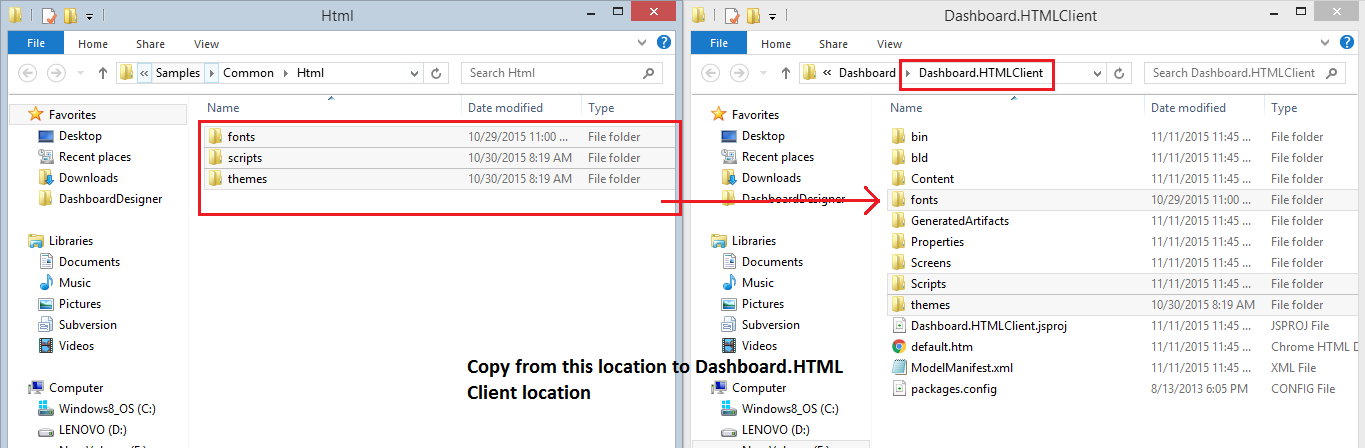 Html
File Home Share View
« Samples Common Html
Search Html
Favorites
Desktop
Recent places
Downloads
DashboardDesigner
Libraries
Documents
Music
Pictures
Subversion
Videos
Computer
Windows8_OS (C:)
LENOVO (D:)
Name Date modified Type
fonts 10/29/2015 11:00 ... File folder
scripts 10/30/2015 8:19 AM File folder
themes 10/30/2015 8:19 AM File folder
Copy from this location to Dashboard.HTML
Client location
Dashboard.HTMLClient
File Home Share View
« Dashboard Dashboard.HTMLClient
Search Dashboard.HTMLClient
Favorites
Desktop
Recent places
Downloads
DashboardDesigner
Libraries
Documents
Music
Pictures
Subversion
Videos
Computer
Windows8_OS (C:)
LENOVO (D:)
Name Date modified Type
bin 11/11/2015 11:45 ... File folder
bld 11/11/2015 11:45 ... File folder
Content 11/11/2015 11:45 ... File folder
fonts 10/29/2015 11:00 ... File folder
GeneratedArtifacts 11/11/2015 11:45 ... File folder
Properties 11/11/2015 11:45 ... File folder
Screens 11/11/2015 11:45 ... File folder
Scripts 11/11/2015 11:45 ... File folder
themes 10/30/2015 8:19 AM File folder
Dashboard.HTMLClient.jsproj 11/11/2015 11:45 ... JSPROJ File
default.htm 11/11/2015 11:45 ... Chrome HTML D
ModelManifest.xml 11/11/2015 11:45 ... XML File
packages.config 8/13/2013 6:05 PM CONFIG File